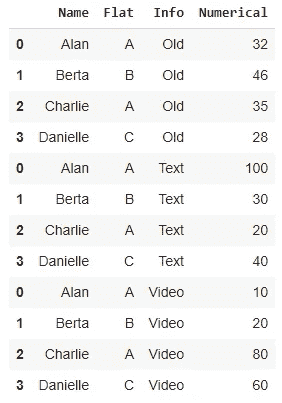 Name Flat Info Numerical
0 Alan A Old 32
1 Berta B Old 46
2 Charlie A Old 35
3 Danielle C Old 28
0 Alan A Text 100
1 Berta B Text 30
2 Charlie A Text 20
3 Danielle C Text 40
0 Alan A Video 10
1 Berta B Video 20
2 Charlie A Video 80
3 Danielle C Video 60